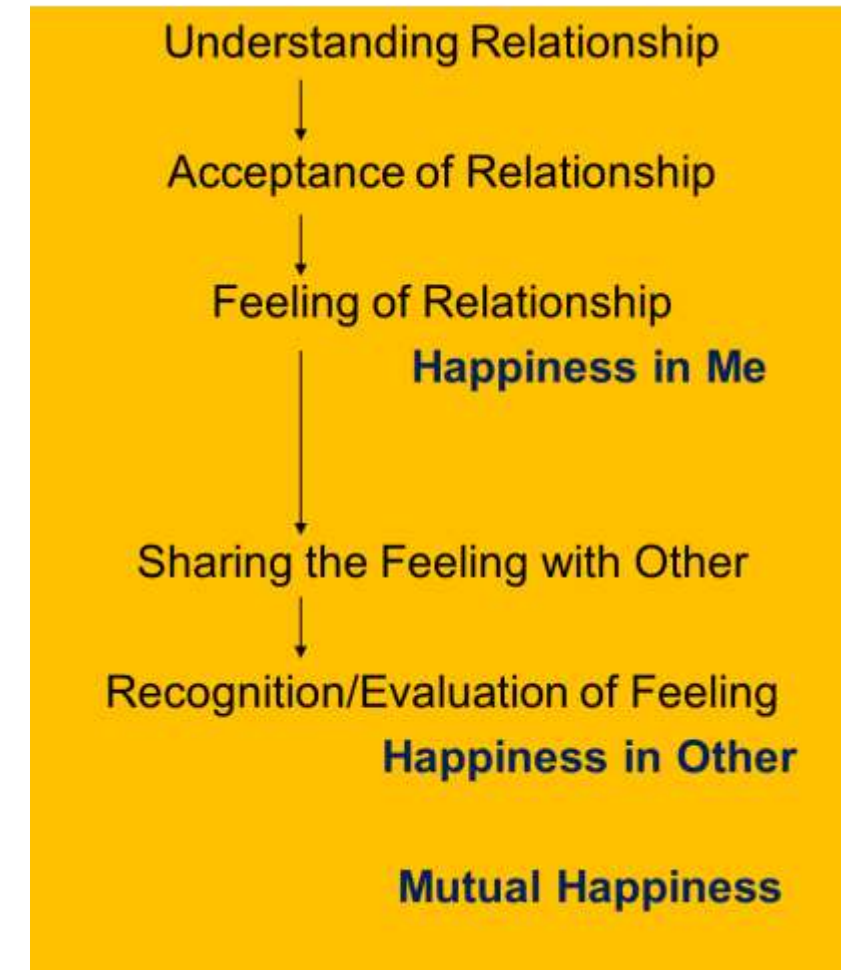 Understanding Relationship
Acceptance of Relationship
Feeling of Relationship
Happiness in Me
Sharing the Feeling with Other
Recognition/Evaluation of Feeling
Happiness in Other
Mutual Happiness